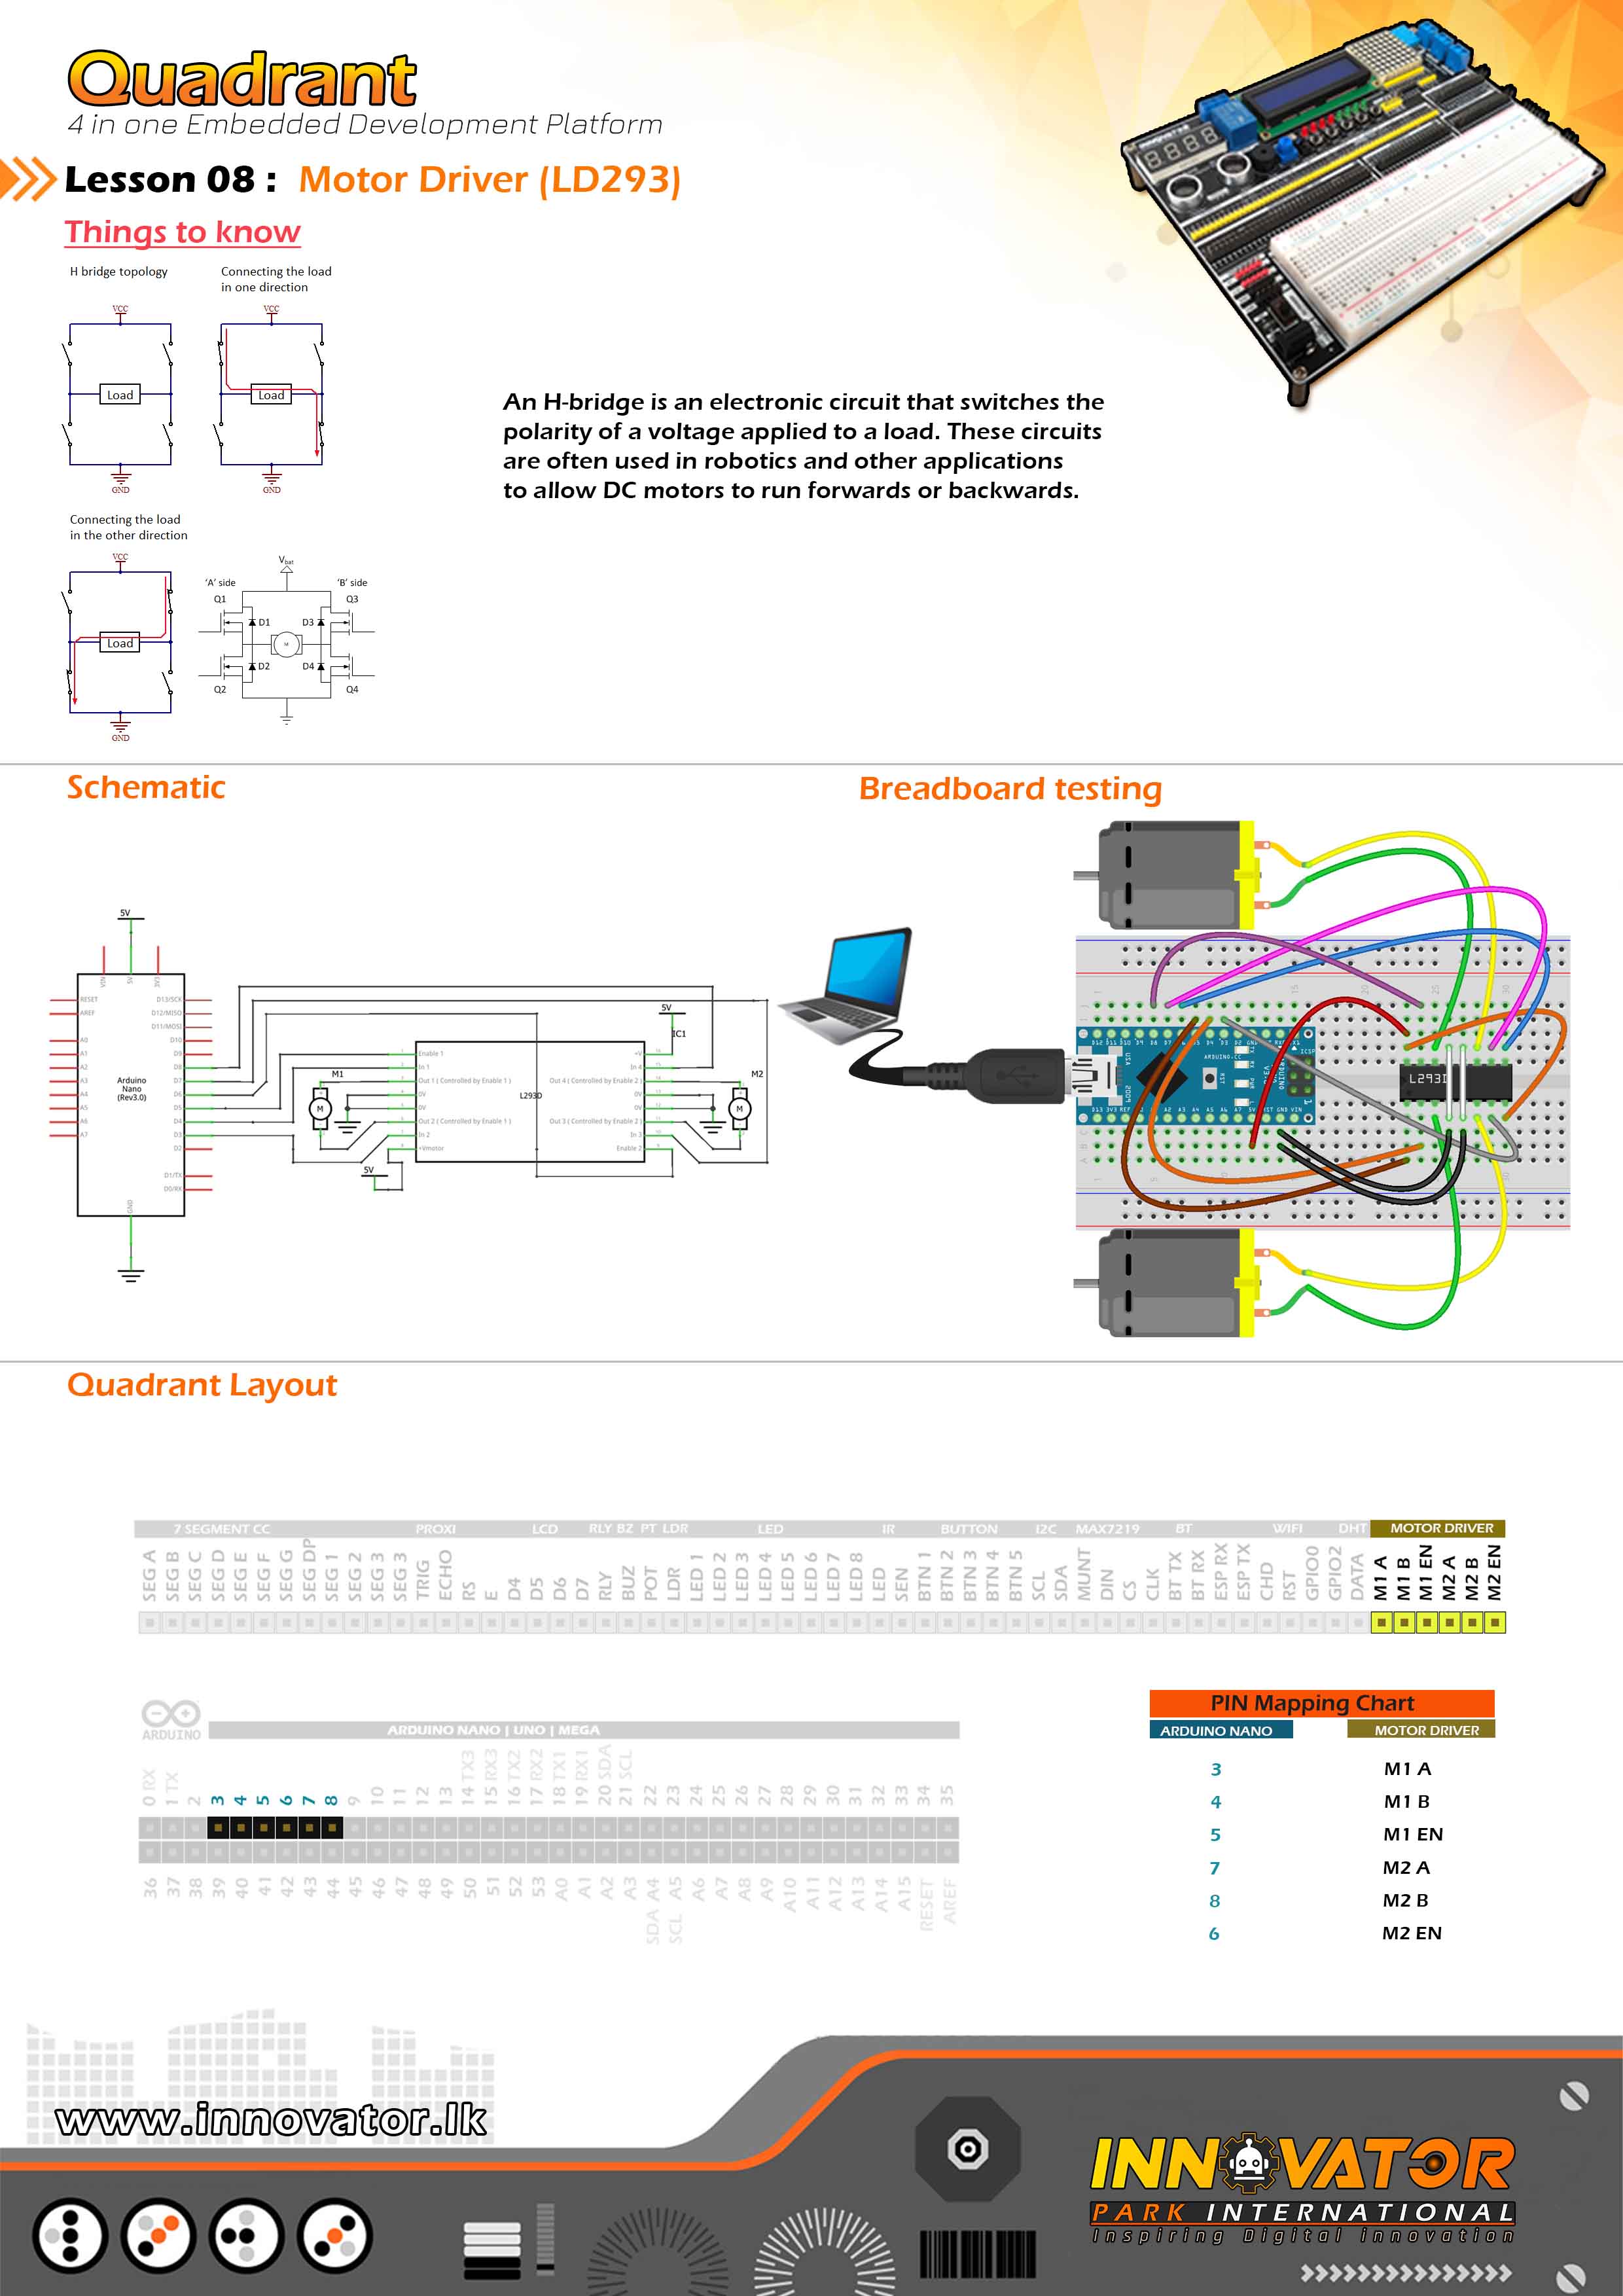 Quadrant
4 in one Embedded Development Platform
Lesson 08 : Motor Driver (LD293)
Things to know
H bridge topology
Connecting the load
in one direction
VCC
Load
GND
VCC
Load
GND
An H-bridge is an electronic circuit that switches the
polarity of a voltage applied to a load. These circuits
are often used in robotics and other applications
to allow DC motors to run forwards or backwards.
Connecting the load
in the other direction
VCC
Load
GND
Vbat
'A' side
'B' side
Q1
Q3
D1
D3
M
D2
D4
Q2
Q4
Schematic
5V
VIN
5V
3V3
RESET
AREF
A0
A1
A2
A3
A4
A5
A6
A7
Arduino
Nano
(Rev3.0)
D13/SCK
D12/MISO
D11/MOSI
D10
D9
D8
D7
D6
D5
D4
D3
D2
D1/TX
D0/RX
GND
M1
M
5V
Enable 1
In 1
Out 1 ( Controlled by Enable 1 )
0V
0V
Out 2 ( Controlled by Enable 1 )
In 2
+Vmotor
L293D
+V
In 4
Out 4 ( Controlled by Enable 2 )
0V
0V
Out 3 ( Controlled by Enable 2 )
In 3
Enable 2
5V
IC1
M2
M
Breadboard testing
ARDUINO.CC
ARDUINO
USA
2009
RST
ICSP
L293D
Quadrant Layout
7 SEGMENT CC
PROXI
LCD
RLY BZ PT LDR
LED
IR
BUTTON
I2C
MAX7219
BT
WIFI
DHT
MOTOR DRIVER
SEG A
SEG B
SEG C
SEG D
SEG E
SEG F
SEG G
SEG DP
SEG 1
SEG 2
SEG 3
SEG 3
TRIG
ECHO
RS
E
D4
D5
D6
D7
RLY
BUZ
POT
LDR
LED 1
LED 2
LED 3
LED 4
LED 5
LED 6
LED 7
LED 8
LED
SEN
BTN 1
BTN 2
BTN 3
BTN 4
BTN 5
SCL
SDA
MUNT
DIN
CS
CLK
BT TX
BT RX
ESP RX
ESP TX
CHD
RST
GPIO0
GPIO2
DATA
M1 A
M1 B
M1 EN
M2 A
M2 B
M2 EN
ARDUINO
ARDUINO NANO | UNO | MEGA
0 RX
1 TX
2
3
4
5
6
7
8
9
10
11
12
13
14 TX3
15 RX3
16 TX2
17 RX2
18 TX1
19 RX1
20 SDA
21 SCL
22
23
24
25
26
27
28
29
30
31
32
33
34
35
36
37
38
39
40
41
42
43
44
45
46
47
48
49
50
51
52
53
A0
A1
A2
A3
SDA A4
SCL A5
A6
A7
A8
A9
A10
A11
A12
A13
A14
A15
RESET
AREF
PIN Mapping Chart
ARDUINO NANO
MOTOR DRIVER
3 M1 A
4 M1 B
5 M1 EN
7 M2 A
8 M2 B
6 M2 EN
www.innovator.lk
INNOVATOR
PARK INTERNATIONAL
Inspiring Digital innovation